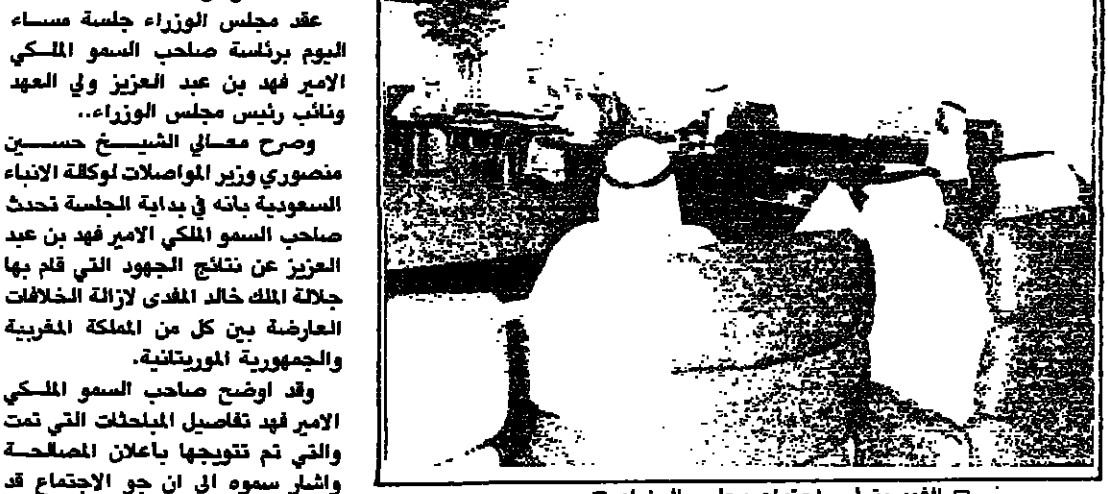 عقد مجلس الوزراء جلسة مساء
اليوم برئاسة صاحب السمو الملكي
الامير فهد بن عبد العزيز ولي العهد
ونائب رئيس مجلس الوزراء..
وصرح معالي الشيخ حسين
منصوري وزير المواصلات لوكالة الانباء
السعودية بانه في بداية الجلسة تحدث
صاحب السمو الملكي الامير فهد بن عبد
العزيز عن نتائج الجهود التي قام بها
جلالة الملك خالد المفدى لازالة الخلافات
العارضة بين كل من المملكة المغربية
والجمهورية الموريتانية.
وقد اوضح صاحب السمو الملكي
الامير فهد تفاصيل المباحثات التي تمت
والتي تم تتويجها بأعلان المصالحة
واشار سموه الى ان جو الاجتماع قد